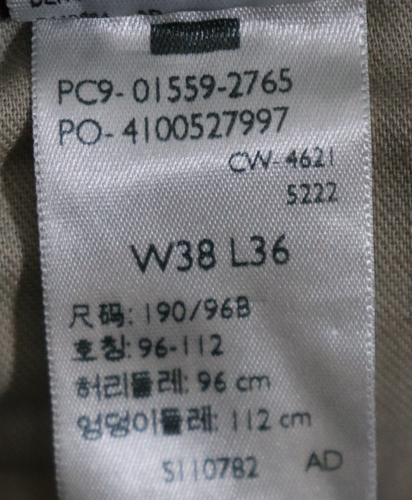 PC9-01559-2765
PO-4100527997
CW-4621
5222
W38 L36
尺码: 190/96B
호칭: 96-112
허리둘레: 96 cm
엉덩이둘레: 112 cm
S110782 AD